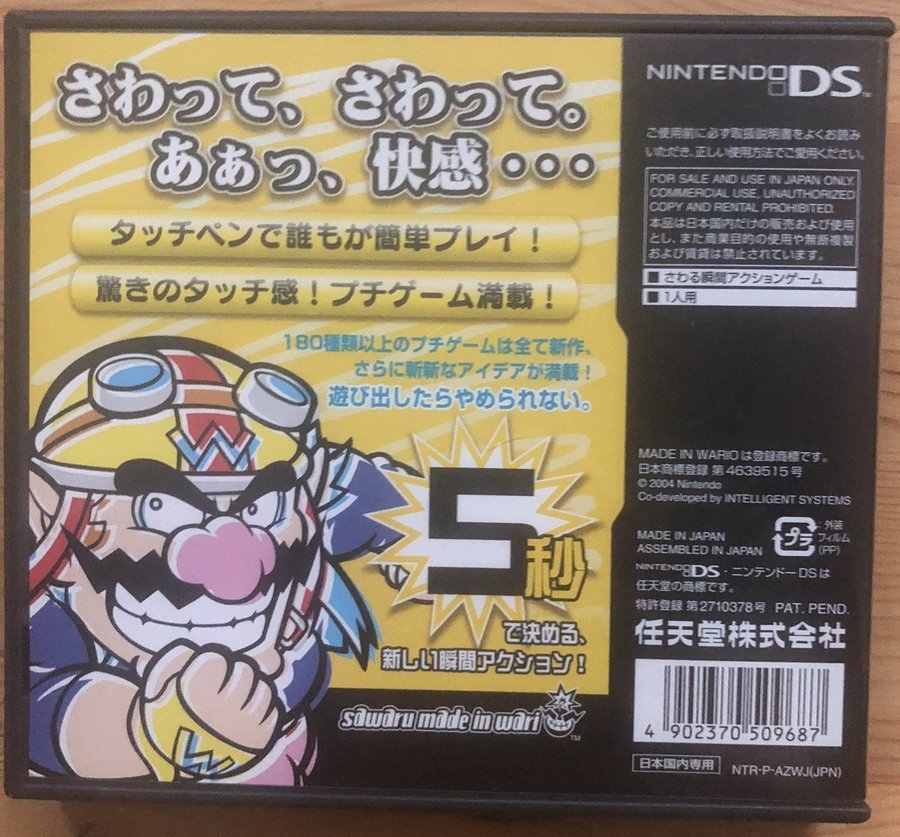 さわって、さわって。
あぁっ、快感・・・
タッチペンで誰もが簡単プレイ！
驚きのタッチ感！プチゲーム満載！
180種類以上のプチゲームは全て新作、
さらに斬新なアイデアが満載！
遊び出したらやめられない。
5秒
で決める、
新しい瞬間アクション！
sawaru made in wari
TM
W
W
NINTENDO DS
TM
ご使用前に必ず取扱説明書をよくお読み
いただき、正しい使用方法でご愛用ください。
FOR SALE AND USE IN JAPAN ONLY.
COMMERCIAL USE, UNAUTHORIZED
COPY AND RENTAL PROHIBITED.
本品は日本国内だけの販売および使用
とし、また商業目的の使用や無断複製
および賃貸は禁止されています。
■ さわる瞬間アクションゲーム
■ 1人用
MADE IN WARIOは登録商標です。
日本商標登録 第4639515号
© 2004 Nintendo
Co-developed by INTELLIGENT SYSTEMS
MADE IN JAPAN
ASSEMBLED IN JAPAN
プラ
:外装
フィルム
(PP)
NINTENDO DS・ニンテンドーDSは
任天堂の商標です。
特許登録 第2710378号 PAT. PEND.
任天堂株式会社
4 902370 509687
日本国内専用
NTR-P-AZWJ(JPN)